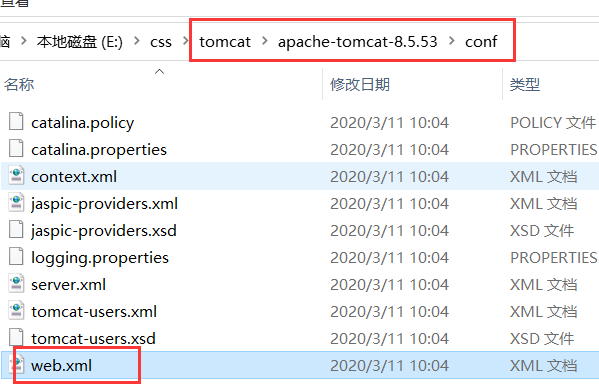 查看
脑 > 本地磁盘 (E:) > css > tomcat > apache-tomcat-8.5.53 > conf
名称 修改日期 类型
catalina.policy 2020/3/11 10:04 POLICY 文件
catalina.properties 2020/3/11 10:04 PROPERTIES
context.xml 2020/3/11 10:04 XML 文档
jaspic-providers.xml 2020/3/11 10:04 XML 文档
jaspic-providers.xsd 2020/3/11 10:04 XSD 文件
logging.properties 2020/3/11 10:04 PROPERTIES
server.xml 2020/3/11 10:04 XML 文档
tomcat-users.xml 2020/3/11 10:04 XML 文档
tomcat-users.xsd 2020/3/11 10:04 XSD 文件
web.xml 2020/3/11 10:04 XML 文档